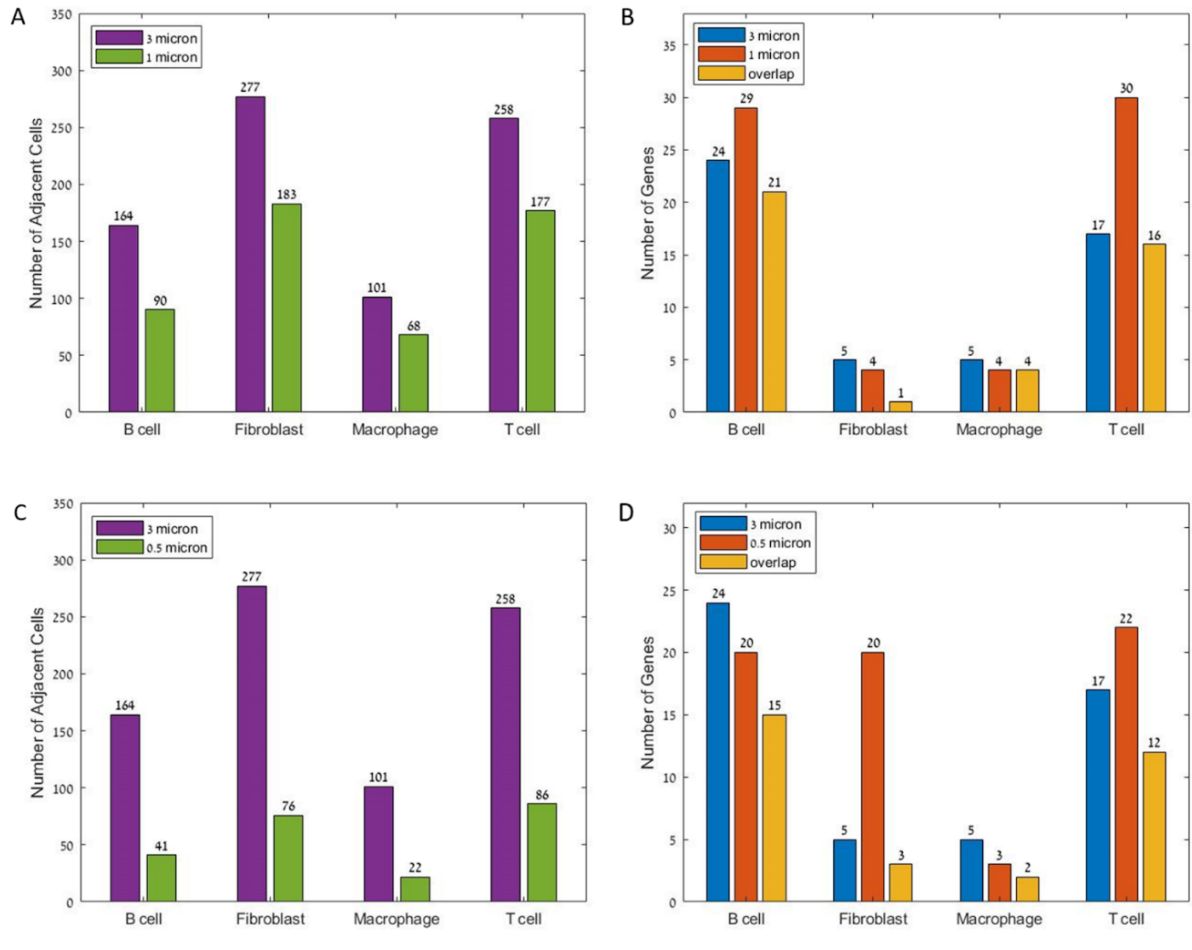 A
350
300
250
200
150
100
50
0
Number of Adjacent Cells
3 micron
1 micron
164
90
277
183
101
68
258
177
B cell
Fibroblast
Macrophage
T cell
B
35
30
25
20
15
10
5
0
Number of Genes
3 micron
1 micron
overlap
24
29
21
5
4
1
5
4
4
17
30
16
B cell
Fibroblast
Macrophage
T cell
C
350
300
250
200
150
100
50
0
Number of Adjacent Cells
3 micron
0.5 micron
164
41
277
76
101
22
258
86
B cell
Fibroblast
Macrophage
T cell
D
30
25
20
15
10
5
0
Number of Genes
3 micron
0.5 micron
overlap
24
20
15
5
20
3
5
3
2
17
22
12
B cell
Fibroblast
Macrophage
T cell